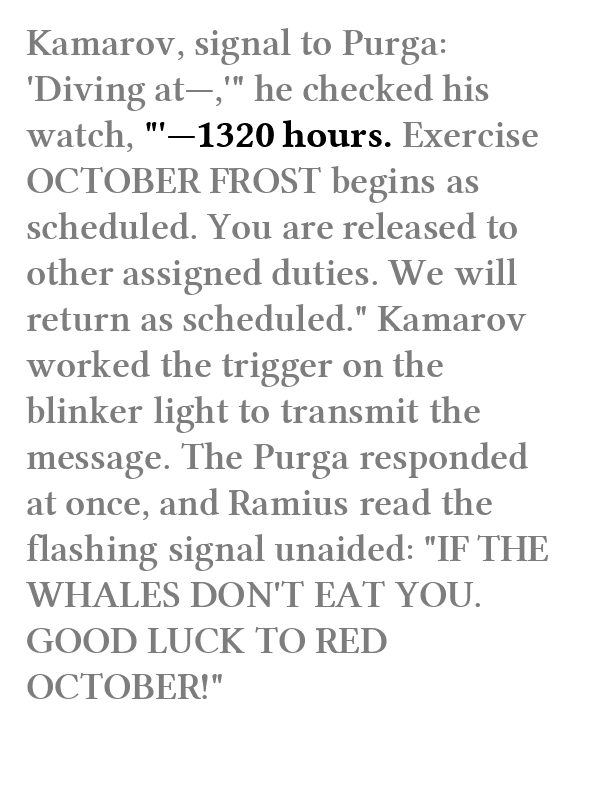 Kamarov, signal to Purga:
'Diving at—,'" he checked his
watch, "'—1320 hours. Exercise
OCTOBER FROST begins as
scheduled. You are released to
other assigned duties. We will
return as scheduled." Kamarov
worked the trigger on the
blinker light to transmit the
message. The Purga responded
at once, and Ramius read the
flashing signal unaided: "IF THE
WHALES DON'T EAT YOU.
GOOD LUCK TO RED
OCTOBER!"